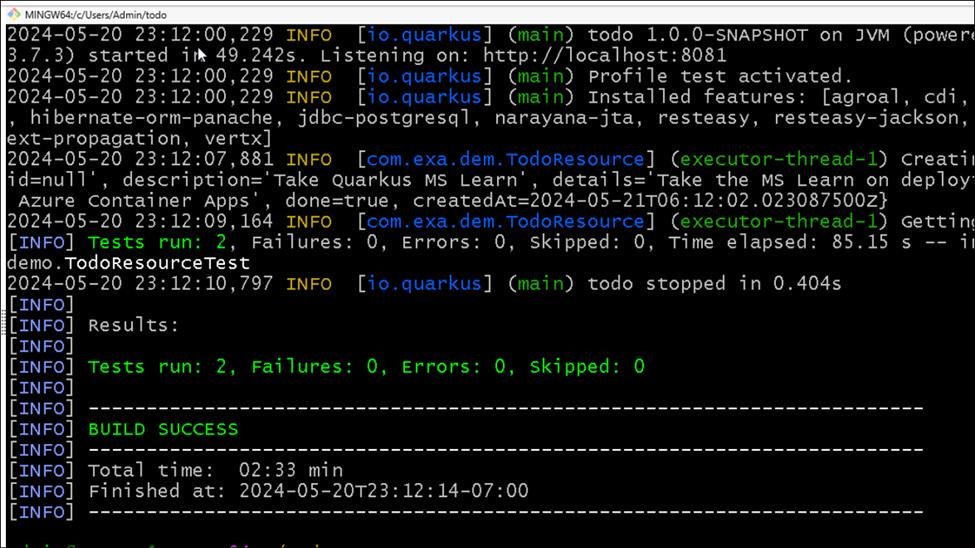 MINGW64:/c/Users/Admin/todo
2024-05-20 23:12:00,229 INFO  [io.quarkus] (main) todo 1.0.0-SNAPSHOT on JVM (powere
3.7.3) started in 49.242s. Listening on: http://localhost:8081
2024-05-20 23:12:00,229 INFO  [io.quarkus] (main) Profile test activated.
2024-05-20 23:12:00,229 INFO  [io.quarkus] (main) Installed features: [agroal, cdi,
, hibernate-orm-panache, jdbc-postgresql, narayana-jta, resteasy, resteasy-jackson,
ext-propagation, vertx]
2024-05-20 23:12:07,881 INFO  [com.exa.dem.TodoResource] (executor-thread-1) Creati
id=null', description='Take Quarkus MS Learn', details='Take the MS Learn on deploy
Azure Container Apps', done=true, createdAt=2024-05-21T06:12:02.023087500z}
2024-05-20 23:12:09,164 INFO  [com.exa.dem.TodoResource] (executor-thread-1) Getting
[INFO] Tests run: 2, Failures: 0, Errors: 0, Skipped: 0, Time elapsed: 85.15 s -- in
demo.TodoResourceTest
2024-05-20 23:12:10,797 INFO  [io.quarkus] (main) todo stopped in 0.404s
[INFO]
[INFO] Results:
[INFO]
[INFO] Tests run: 2, Failures: 0, Errors: 0, Skipped: 0
[INFO]
[INFO] ------------------------------------------------------------------------
[INFO] BUILD SUCCESS
[INFO] ------------------------------------------------------------------------
[INFO] Total time:  02:33 min
[INFO] Finished at: 2024-05-20T23:12:14-07:00
[INFO] ------------------------------------------------------------------------